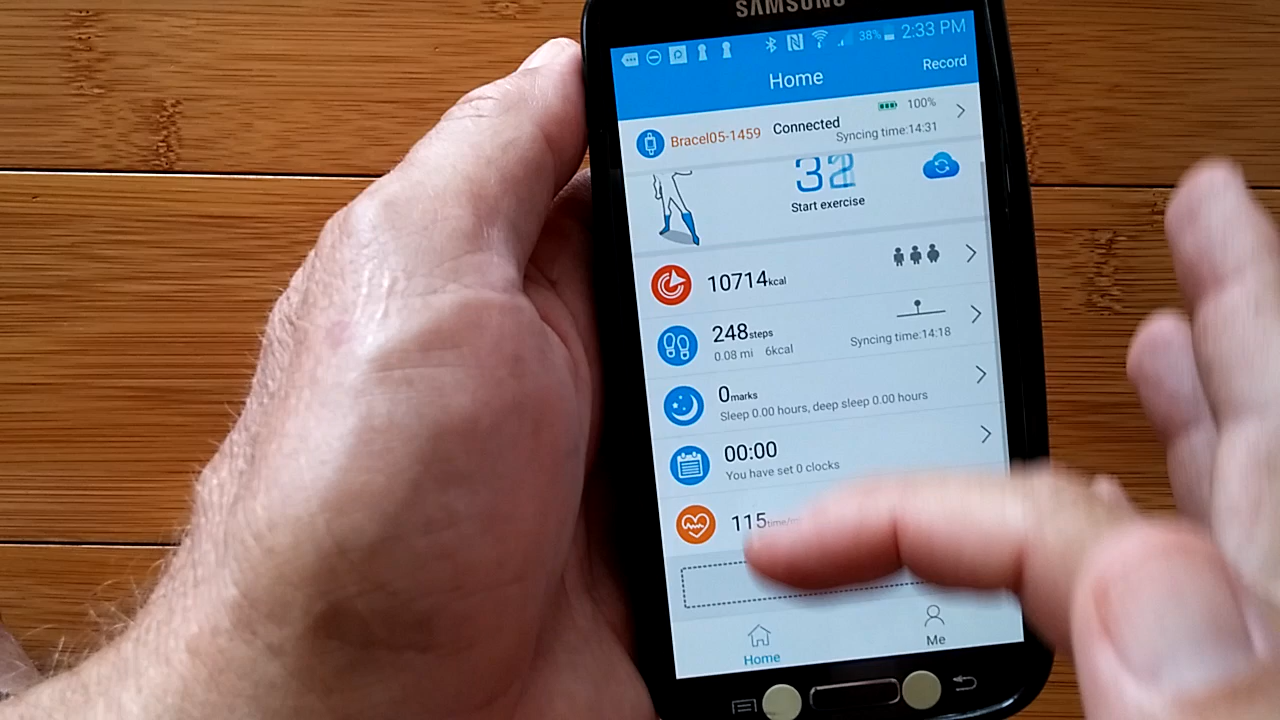 SAMSUNG
38% 2:33 PM
Home
Record
Bracel05-1459 Connected
100%
Syncing time:14:31
32
Start exercise
10714kcal
248steps
0.08 mi 6kcal
Syncing time:14:18
0marks
Sleep 0.00 hours, deep sleep 0.00 hours
00:00
You have set 0 clocks
115
Home
Me